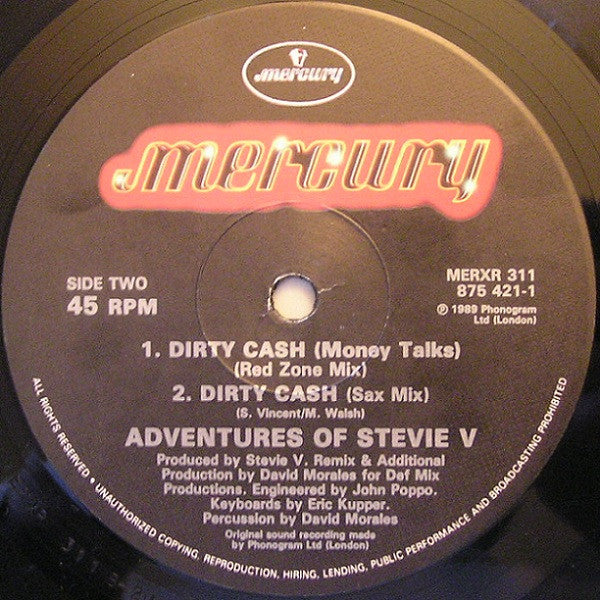 mercury
mercury
SIDE TWO
45 RPM
MERXR 311
875 421-1
℗ 1989 Phonogram
Ltd (London)
1. DIRTY CASH (Money Talks)
(Red Zone Mix)
2. DIRTY CASH (Sax Mix)
(S. Vincent/M. Walsh)
ADVENTURES OF STEVIE V
Produced by Stevie V. Remix & Additional
Production by David Morales for Def Mix
Productions. Engineered by John Poppo.
Keyboards by Eric Kupper.
Percussion by David Morales
Original sound recording made
by Phonogram Ltd (London)
ALL RIGHTS RESERVED • UNAUTHORIZED COPYING, REPRODUCTION, HIRING, LENDING, PUBLIC PERFORMANCE AND BROADCASTING PROHIBITED